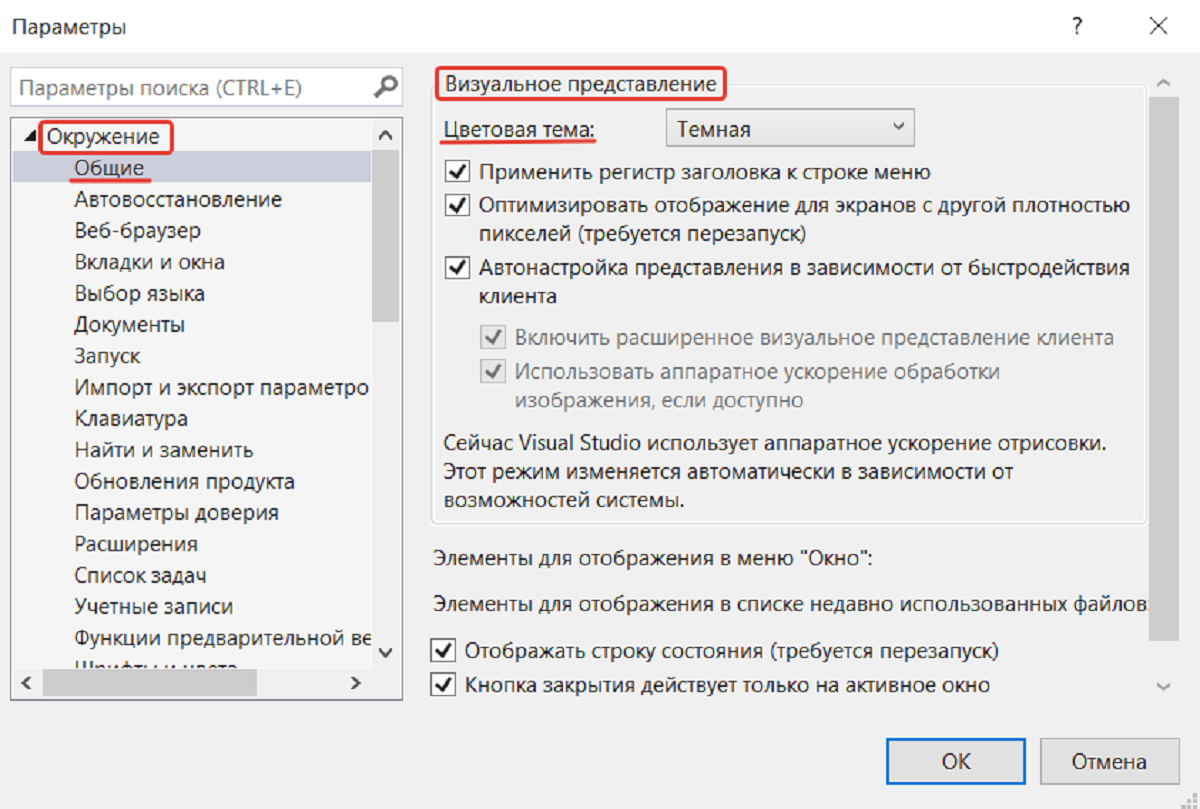 Параметры
?
Параметры поиска (CTRL+E)
Окружение
Общие
Автовосстановление
Веб-браузер
Вкладки и окна
Выбор языка
Документы
Запуск
Импорт и экспорт параметро
Клавиатура
Найти и заменить
Обновления продукта
Параметры доверия
Расширения
Список задач
Учетные записи
Функции предварительной ве
Шрифты и цвета
Визуальное представление
Цветовая тема:
Темная
Применить регистр заголовка к строке меню
Оптимизировать отображение для экранов с другой плотностью
пикселей (требуется перезапуск)
Автонастройка представления в зависимости от быстродействия
клиента
Включить расширенное визуальное представление клиента
Использовать аппаратное ускорение обработки
изображения, если доступно
Сейчас Visual Studio использует аппаратное ускорение отрисовки.
Этот режим изменяется автоматически в зависимости от
возможностей системы.
Элементы для отображения в меню "Окно":
Элементы для отображения в списке недавно использованных файлов:
Отображать строку состояния (требуется перезапуск)
Кнопка закрытия действует только на активное окно
ОК
Отмена